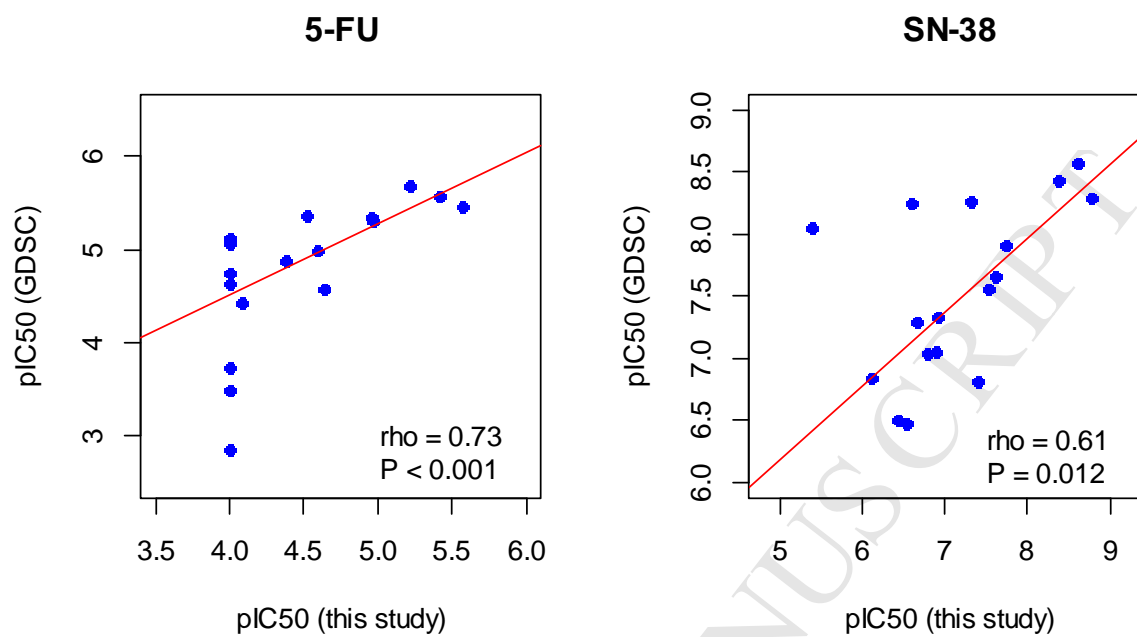 5-FU
pIC50 (GDSC)
6
5
4
3
rho = 0.73
P < 0.001
3.5 4.0 4.5 5.0 5.5 6.0
pIC50 (this study)
SN-38
pIC50 (GDSC)
9.0
8.5
8.0
7.5
7.0
6.5
6.0
rho = 0.61
P = 0.012
5 6 7 8 9
pIC50 (this study)
NUSCRIPT